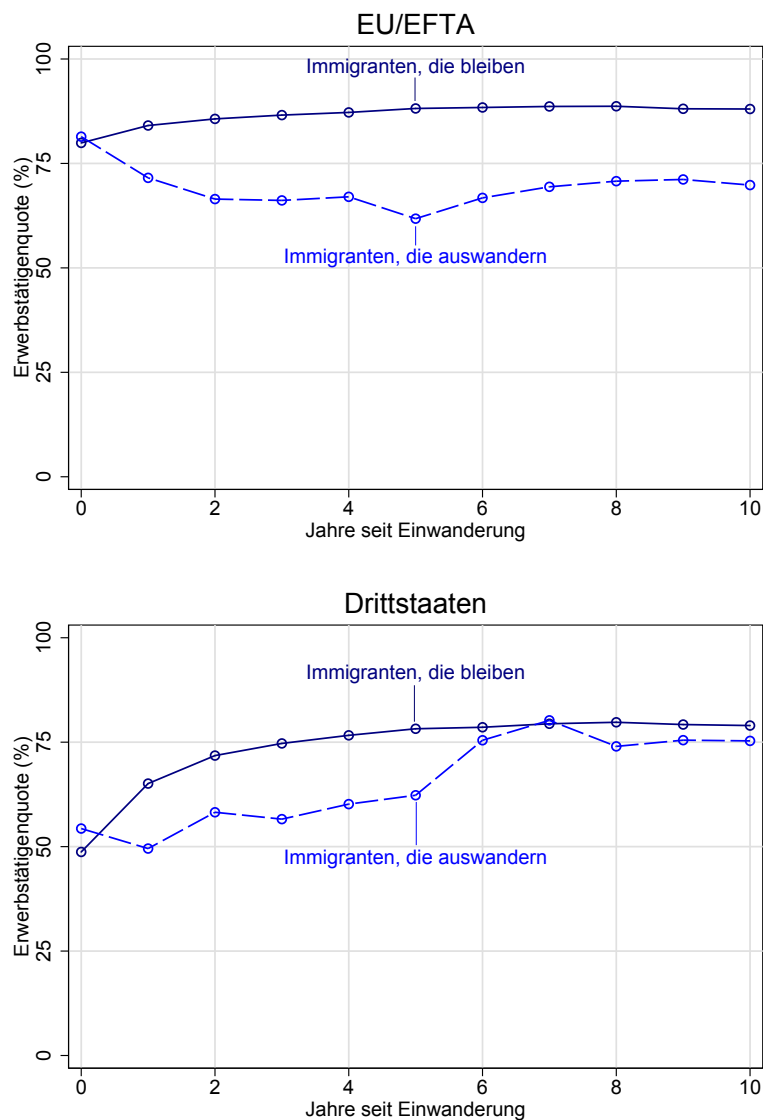 EU/EFTA
Erwerbstätigenquote (%)
100
75
50
25
0
Immigranten, die bleiben
Immigranten, die auswandern
0 2 4 6 8 10
Jahre seit Einwanderung
Drittstaaten
Erwerbstätigenquote (%)
100
75
50
25
0
Immigranten, die bleiben
Immigranten, die auswandern
0 2 4 6 8 10
Jahre seit Einwanderung